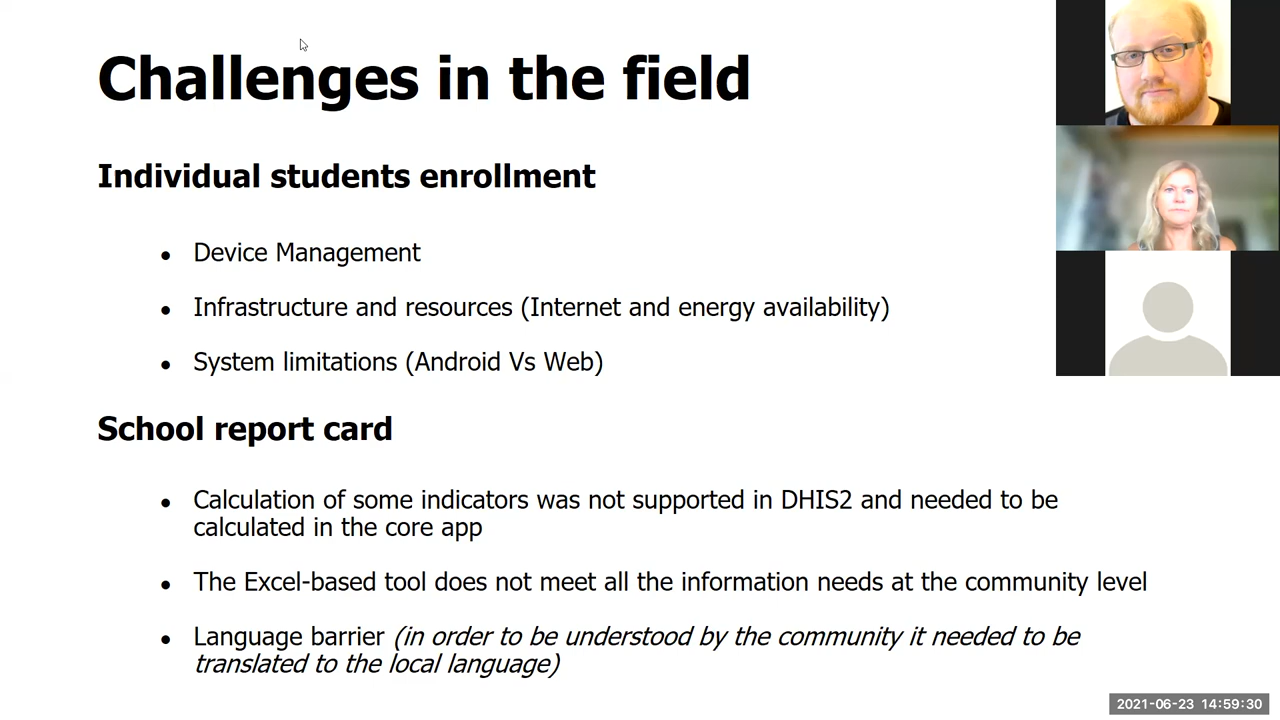 Challenges in the field
Individual students enrollment
● Device Management
● Infrastructure and resources (Internet and energy availability)
● System limitations (Android Vs Web)
School report card
● Calculation of some indicators was not supported in DHIS2 and needed to be
calculated in the core app
● The Excel-based tool does not meet all the information needs at the community level
● Language barrier (in order to be understood by the community it needed to be
translated to the local language)
2021-06-23 14:59:30